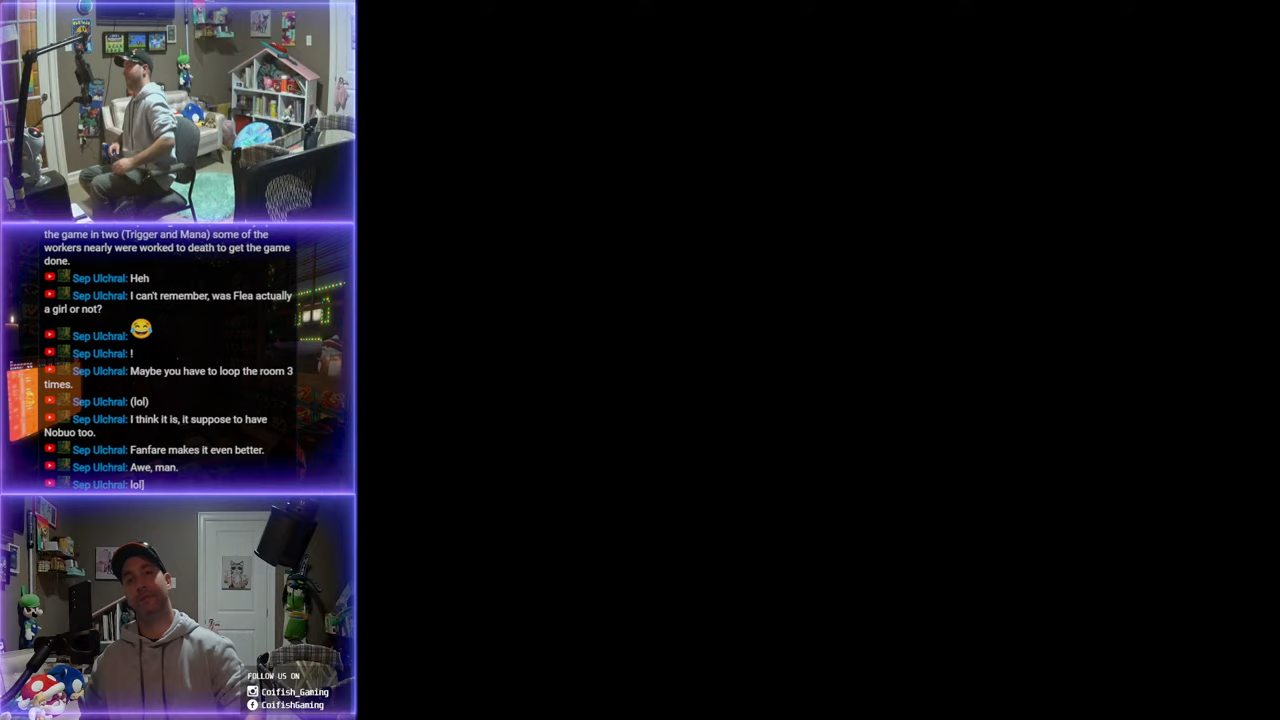 the game in two (Trigger and Mana) some of the
workers nearly were worked to death to get the game
done.
Sep Ulchral: Heh
Sep Ulchral: I can't remember, was Flea actually
a girl or not?
Sep Ulchral: 😂
Sep Ulchral: !
Sep Ulchral: Maybe you have to loop the room 3
times.
Sep Ulchral: (lol)
Sep Ulchral: I think it is, it suppose to have
Nobuo too.
Sep Ulchral: Fanfare makes it even better.
Sep Ulchral: Awe, man.
Sep Ulchral: lol]
FOLLOW US ON
Coifish_Gaming
CoifishGaming